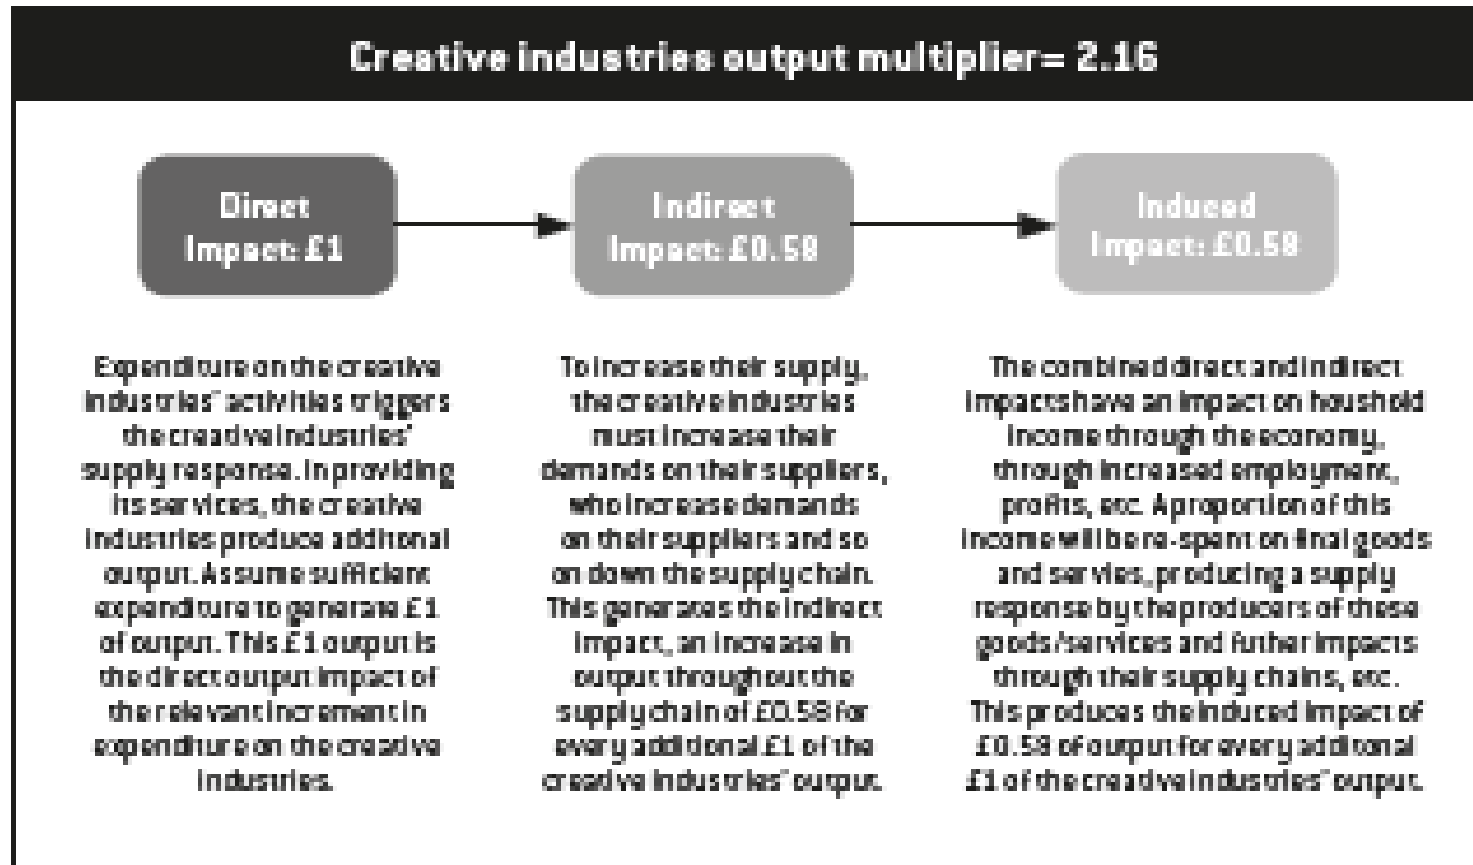 Creative industries output multiplier= 2.16
Direct
Impact: £1
Indirect
Impact: £0.58
Induced
Impact: £0.58
Expenditure on the creative
industries' activities triggers
the creative industries'
supply response. In providing
its services, the creative
industries produce additonal
output. Assume sufficient
expenditure to generate £1
of output. This £1 output is
the direct output impact of
the relevant increment in
expenditure on the creative
industries.
To increase their supply,
the creative industries
must increase their
demands on their suppliers,
who increase demands
on their suppliers and so
on down the supply chain.
This generates the indirect
impact, an increase in
output throughout the
supply chain of £0.58 for
every additional £1 of the
creative industries' output.
The combined direct and indirect
impacts have an impact on houshold
income through the economy,
through increased employment,
profits, etc. A proportion of this
income will be re-spent on final goods
and servies, producing a supply
response by the producers of these
goods/services and futher impacts
through their supply chains, etc.
This produces the induced impact of
£0.58 of output for every additonal
£1 of the creative industries' output.